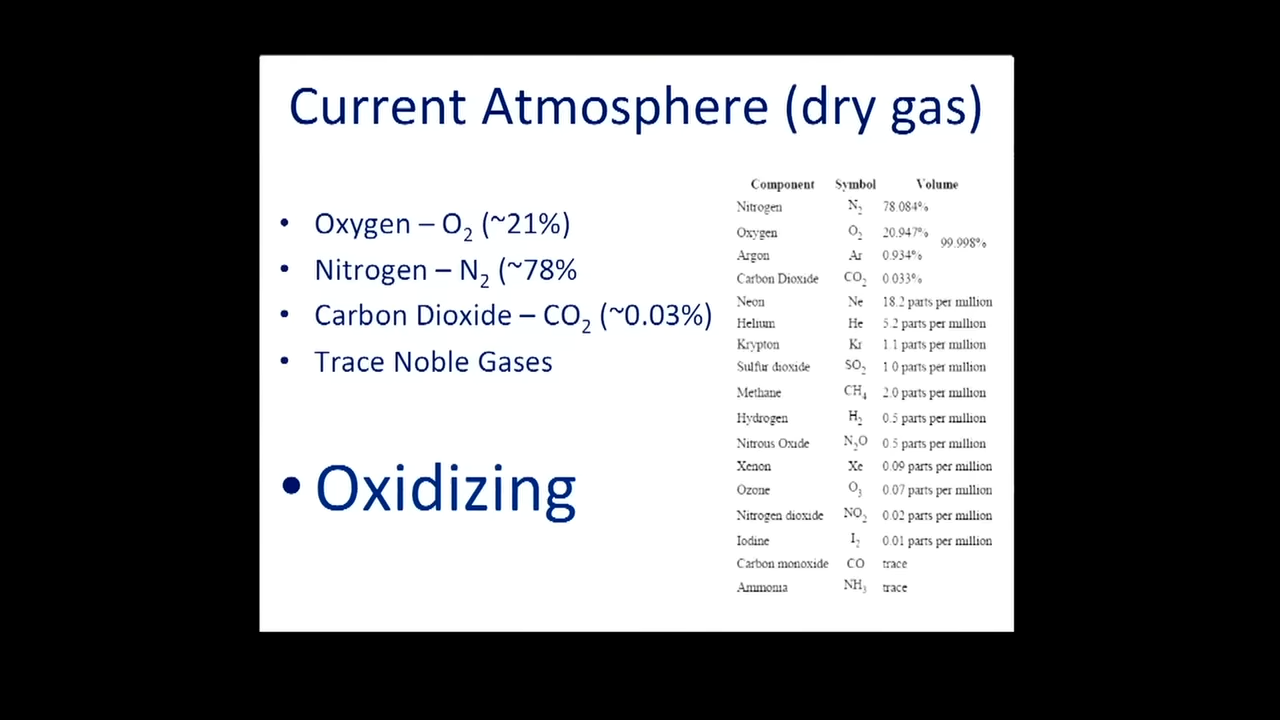 Current Atmosphere (dry gas)
• Oxygen – O₂ (~21%)
• Nitrogen – N₂ (~78%
• Carbon Dioxide – CO₂ (~0.03%)
• Trace Noble Gases
• Oxidizing
Component Symbol Volume
Nitrogen N₂ 78.084%
Oxygen O₂ 20.947%
99.998%
Argon Ar 0.934%
Carbon Dioxide CO₂ 0.033%
Neon Ne 18.2 parts per million
Helium He 5.2 parts per million
Krypton Kr 1.1 parts per million
Sulfur dioxide SO₂ 1.0 parts per million
Methane CH₄ 2.0 parts per million
Hydrogen H₂ 0.5 parts per million
Nitrous Oxide N₂O 0.5 parts per million
Xenon Xe 0.09 parts per million
Ozone O₃ 0.07 parts per million
Nitrogen dioxide NO₂ 0.02 parts per million
Iodine I₂ 0.01 parts per million
Carbon monoxide CO trace
Ammonia NH₃ trace